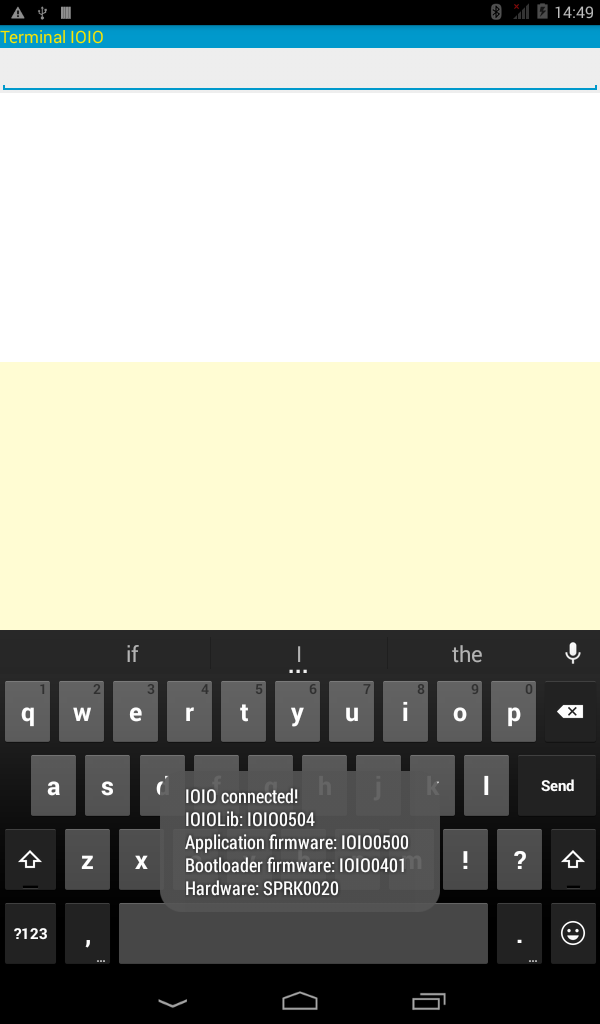 14:49
Terminal IOIO
if I the
1 2 3 4 5 6 7 8 9 0
q w e r t y u i o p
a s d f g h j k l Send
IOIO connected!
IOIOLib: IOIO0504
Application firmware: IOIO0500
Bootloader firmware: IOIO0401
Hardware: SPRK0020
z x m ! ?
?123 , ... . ...